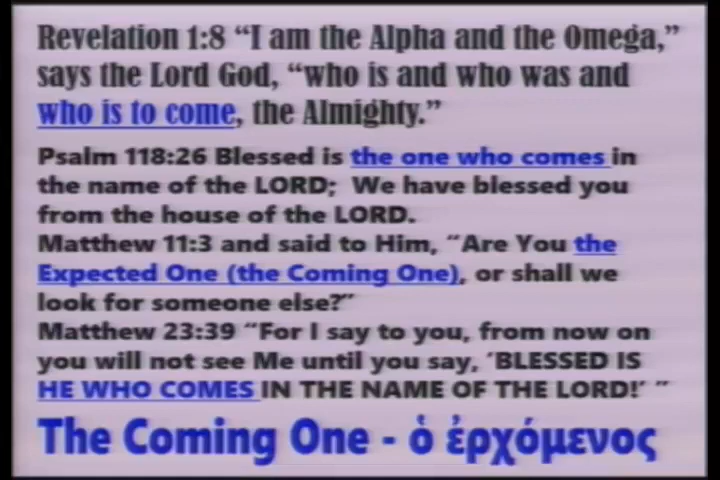 Revelation 1:8 “I am the Alpha and the Omega,”
says the Lord God, “who is and who was and
who is to come, the Almighty.”
Psalm 118:26 Blessed is the one who comes in
the name of the LORD;  We have blessed you
from the house of the LORD.
Matthew 11:3 and said to Him, “Are You the
Expected One (the Coming One), or shall we
look for someone else?”
Matthew 23:39 “For I say to you, from now on
you will not see Me until you say, ‘BLESSED IS
HE WHO COMES IN THE NAME OF THE LORD!’ ”
The Coming One - ὁ ἐρχόμενος